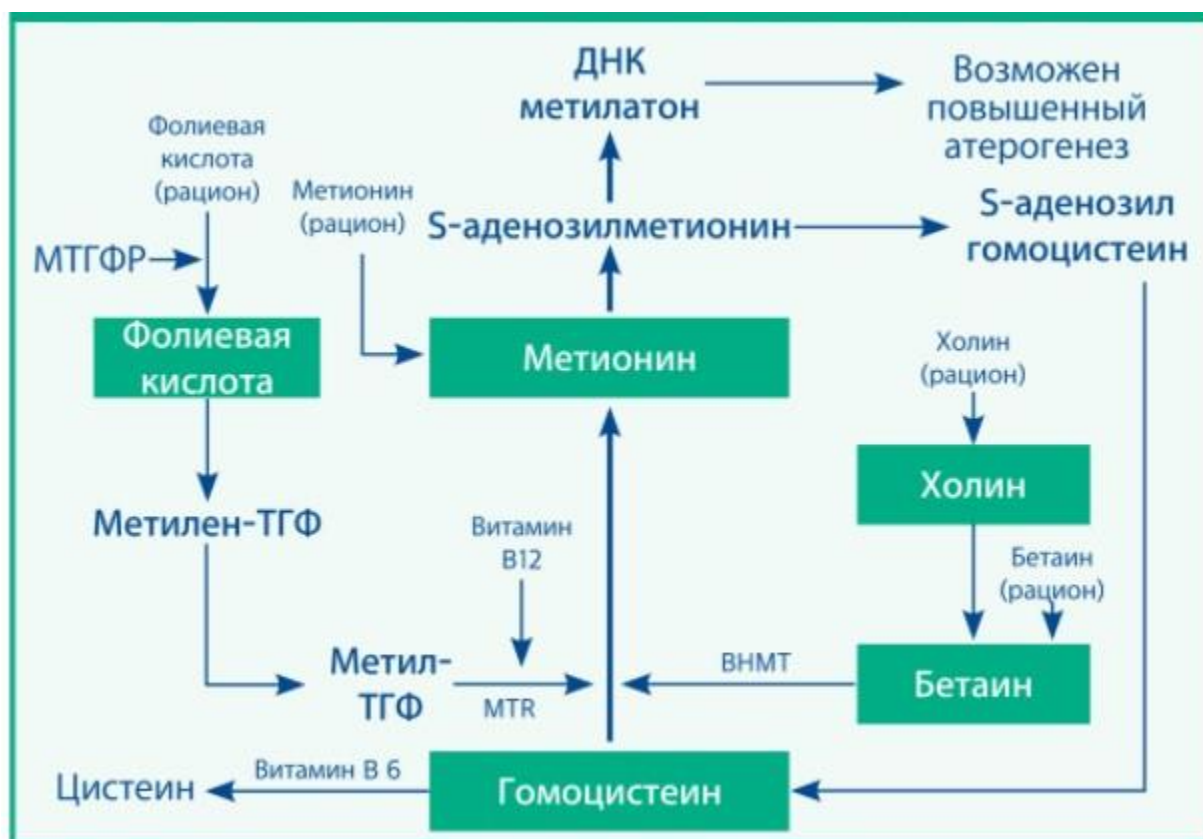 ДНК
метилатон
Возможен
повышенный
атерогенез
Фолиевая
кислота
(рацион)
Метионин
(рацион)
S-аденозилметионин
S-аденозил
гомоцистеин
МТГФР
Фолиевая
кислота
Метионин
Холин
(рацион)
Холин
Метилен-ТГФ
Витамин
В12
Бетаин
(рацион)
Метил-
ТГФ
MTR
BHMT
Бетаин
Цистеин
Витамин В 6
Гомоцистеин